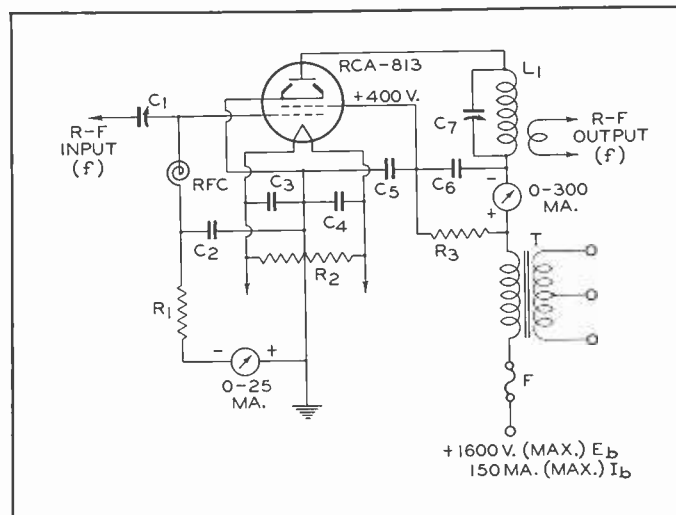 RCA-813
+400 V.
C1
R-F
INPUT
(f)
RFC
C2
C3
C4
C5
C6
C7
L1
R-F
OUTPUT
(f)
- 
0-300
MA.
+
R1
R2
R3
T
- +
0-25
MA.
F
+1600 V. (MAX.) Eb
150 MA. (MAX.) Ib